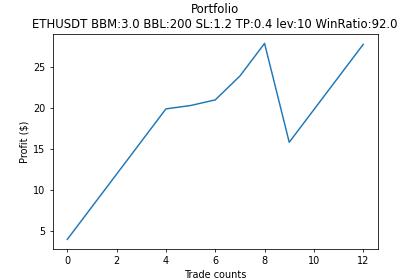 Portfolio
ETHUSDT BBM:3.0 BBL:200 SL:1.2 TP:0.4 lev:10 WinRatio:92.0
25
20
15
10
5
Profit ($)
0 2 4 6 8 10 12
Trade counts